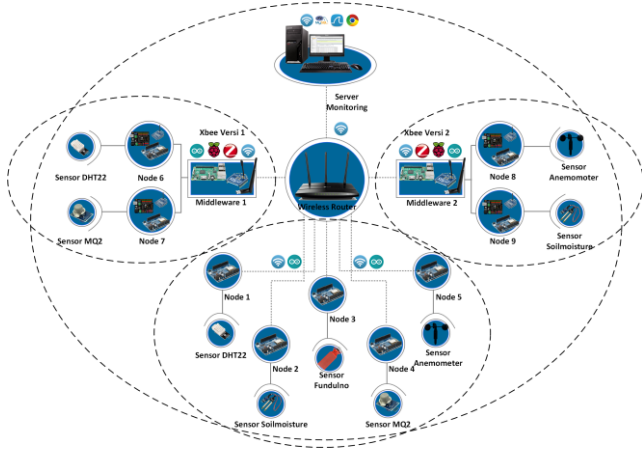 Server
Monitoring
Xbee Versi 1
Xbee Versi 2
Sensor DHT22
Node 6
Middleware 1
Wireless Router
Middleware 2
Node 8
Sensor
Anemometer
Sensor MQ2
Node 7
Node 9
Sensor
Soilmoisture
Node 1
Node 3
Node 5
Sensor DHT22
Node 2
Sensor
Funduino
Node 4
Sensor
Anemometer
Sensor Soilmoisture
Sensor MQ2